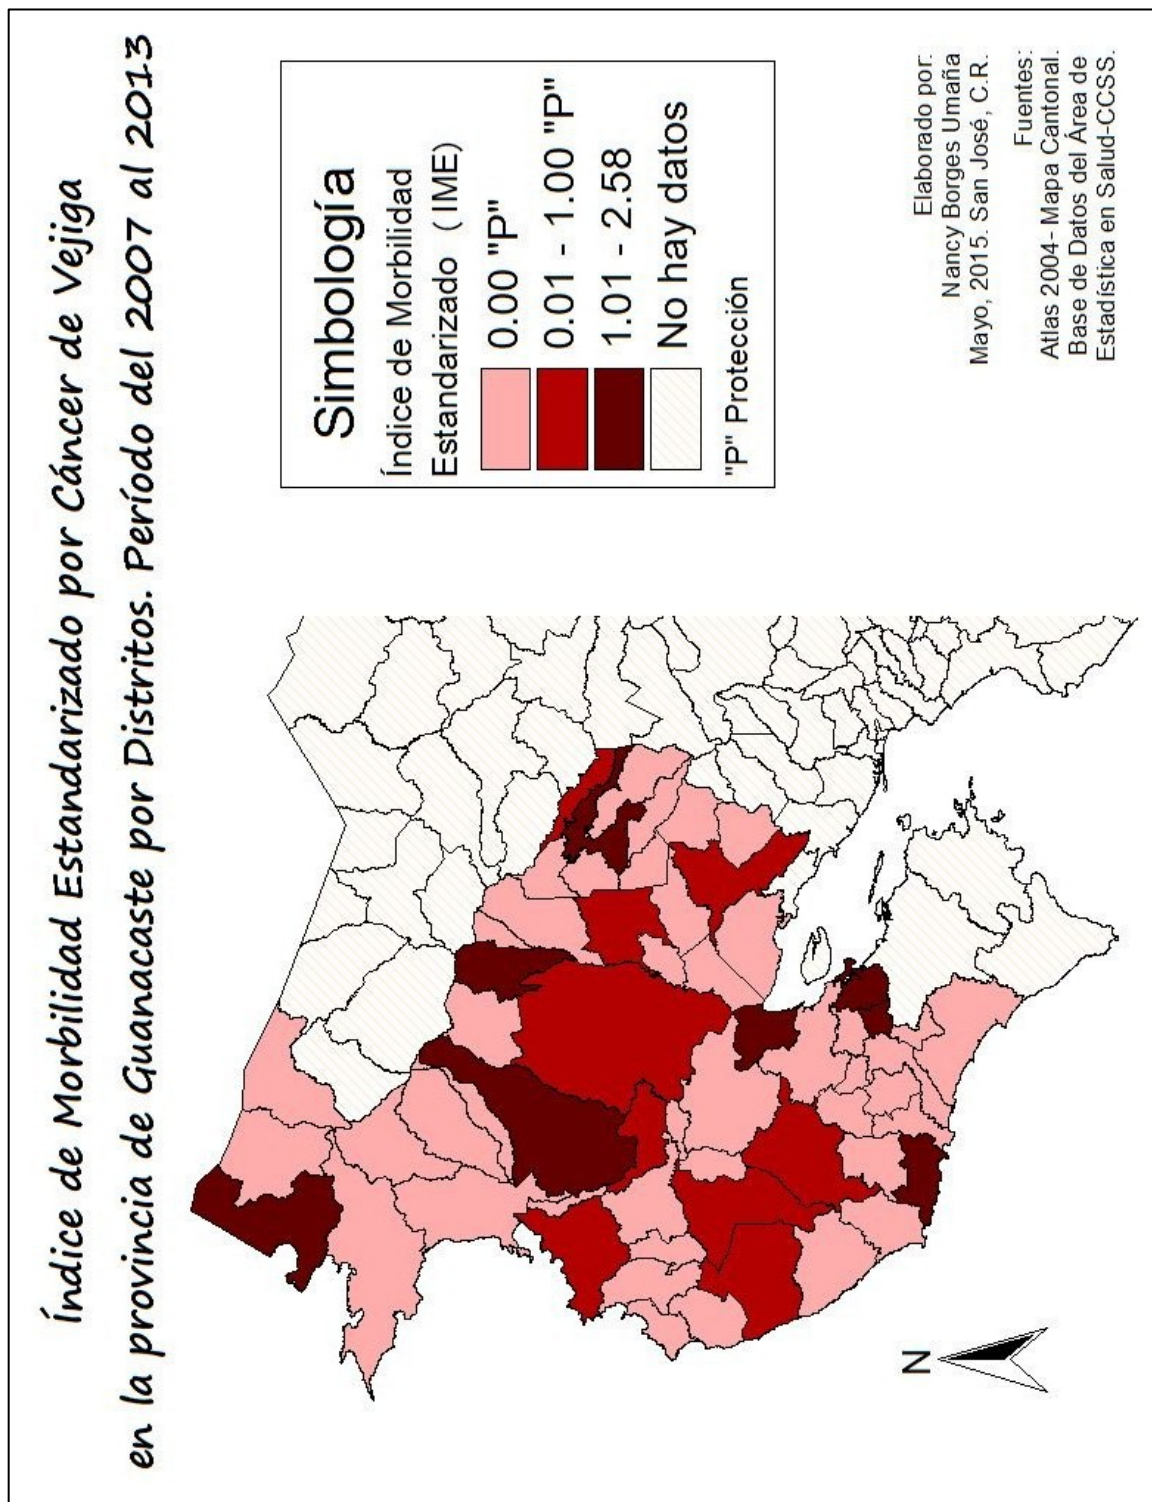 Índice de Morbilidad Estandarizado por Cáncer de Vejiga
en la provincia de Guanacaste por Distritos. Período del 2007 al 2013
Simbología
Índice de Morbilidad
Estandarizado ( IME)
0.00 "P"
0.01 - 1.00 "P"
1.01 - 2.58
No hay datos
"P" Protección
N
Elaborado por:
Nancy Borges Umaña
Mayo, 2015. San José, C.R.
Fuentes:
Atlas 2004- Mapa Cantonal.
Base de Datos del Área de
Estadística en Salud-CCSS.